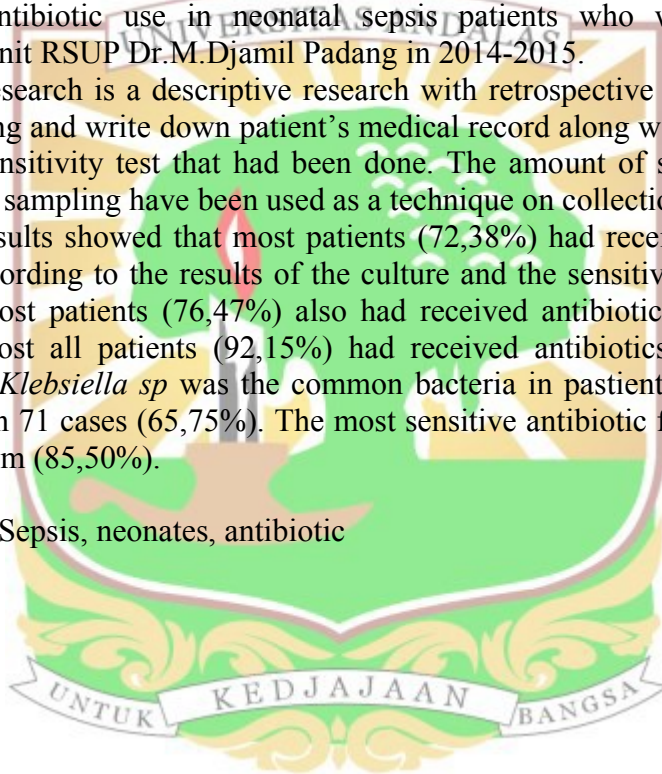 ntibiotic use in neonatal sepsis patients who w
UNIVERSITAS ANDALAS
nit RSUP Dr.M.Djamil Padang in 2014-2015.
esearch is a descriptive research with retrospective
ng and write down patient's medical record along w
nsitivity test that had been done. The amount of s
sampling have been used as a technique on collectio
sults showed that most patients (72,38%) had recei
ording to the results of the culture and the sensitiv
ost patients (76,47%) also had received antibiotic
ost all patients (92,15%) had received antibiotics
Klebsiella sp was the common bacteria in pastient
n 71 cases (65,75%). The most sensitive antibiotic f
m (85,50%).
Sepsis, neonates, antibiotic
UNTUK KEDJAJAAN BANGSA